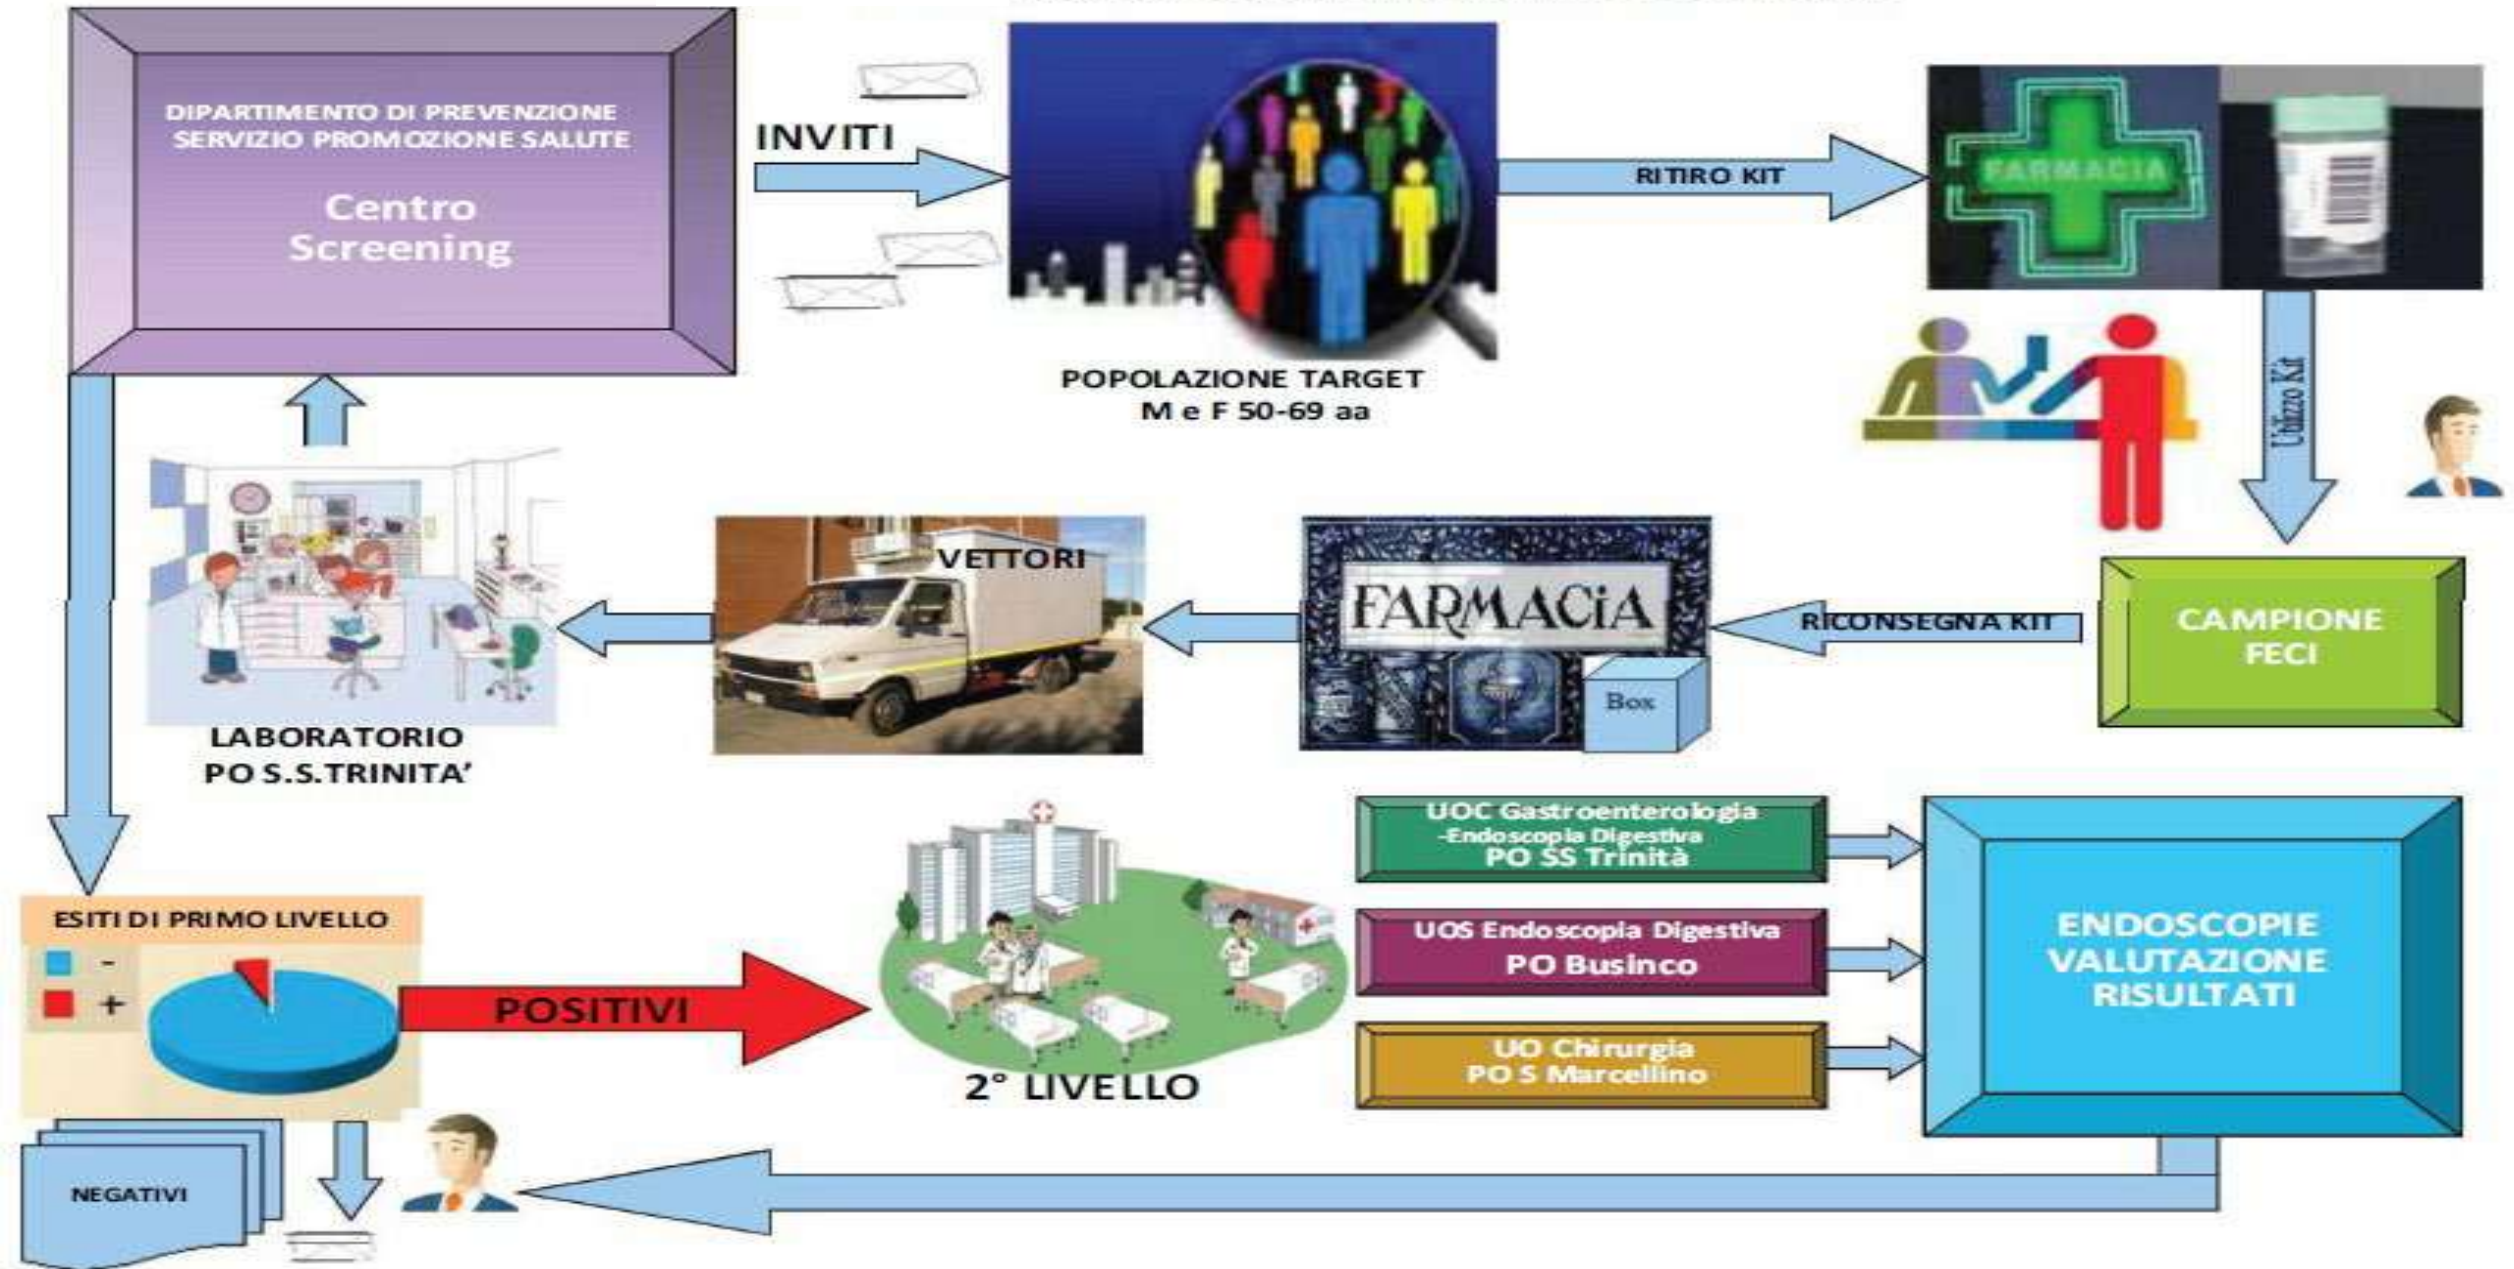 DIPARTIMENTO DI PREVENZIONE
SERVIZIO PROMOZIONE SALUTE
Centro
Screening
INVITI
POPOLAZIONE TARGET
M e F 50-69 aa
RITIRO KIT
FARMACIA
Utilizzo Kit
CAMPIONE
FECI
RICONSEGNA KIT
FARMACiA
Box
VETTORI
LABORATORIO
PO S.S.TRINITA'
ESITI DI PRIMO LIVELLO
-
+
POSITIVI
2° LIVELLO
UOC Gastroenterologia
-Endoscopia Digestiva
PO SS Trinità
UOS Endoscopia Digestiva
PO Businco
UO Chirurgia
PO S Marcellino
ENDOSCOPIE
VALUTAZIONE
RISULTATI
NEGATIVI